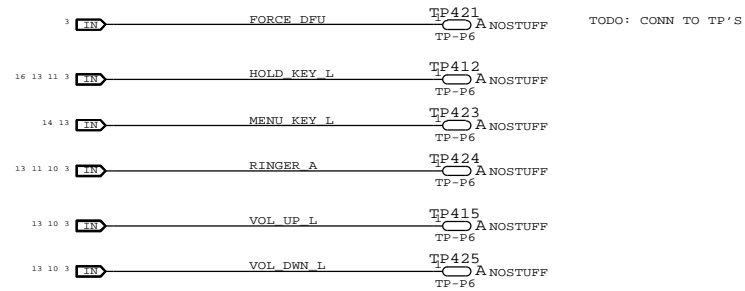 TP421
3 IN FORCE_DFU 1 A NOSTUFF TODO: CONN TO TP'S
TP-P6
TP412
16 13 11 3 IN HOLD_KEY_L 1 A NOSTUFF
TP-P6
TP423
14 13 IN MENU_KEY_L 1 A NOSTUFF
TP-P6
TP424
13 11 10 3 IN RINGER_A 1 A NOSTUFF
TP-P6
TP415
13 10 3 IN VOL_UP_L 1 A NOSTUFF
TP-P6
TP425
13 10 3 IN VOL_DWN_L 1 A NOSTUFF
TP-P6